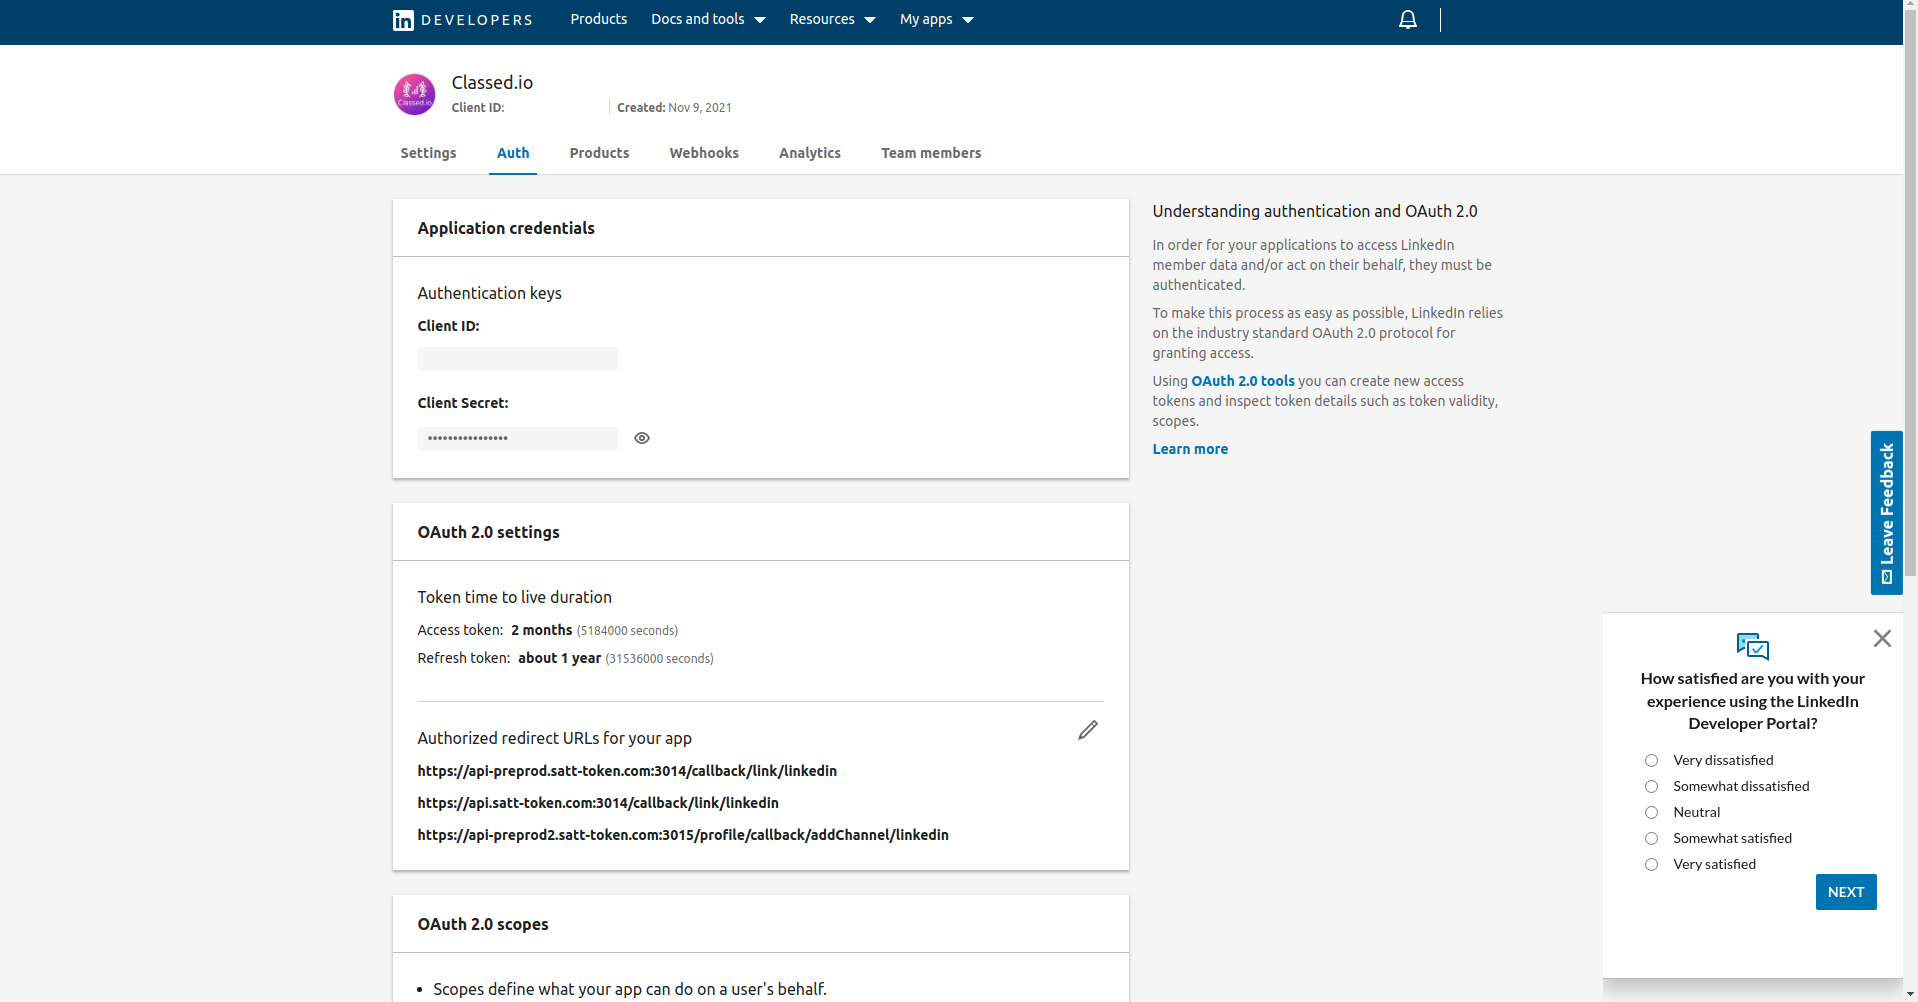 in DEVELOPERS Products Docs and tools Resources My apps
Classed.io
Classed.io
Client ID: Created: Nov 9, 2021
Settings Auth Products Webhooks Analytics Team members
Application credentials
Authentication keys
Client ID:
Client Secret:
••••••••••••••••
OAuth 2.0 settings
Token time to live duration
Access token: 2 months (5184000 seconds)
Refresh token: about 1 year (31536000 seconds)
Authorized redirect URLs for your app
https://api-preprod.satt-token.com:3014/callback/link/linkedin
https://api.satt-token.com:3014/callback/link/linkedin
https://api-preprod2.satt-token.com:3015/profile/callback/addChannel/linkedin
OAuth 2.0 scopes
• Scopes define what your app can do on a user's behalf.
Understanding authentication and OAuth 2.0
In order for your applications to access LinkedIn
member data and/or act on their behalf, they must be
authenticated.
To make this process as easy as possible, LinkedIn relies
on the industry standard OAuth 2.0 protocol for
granting access.
Using OAuth 2.0 tools you can create new access
tokens and inspect token details such as token validity,
scopes.
Learn more
Leave Feedback
How satisfied are you with your
experience using the LinkedIn
Developer Portal?
Very dissatisfied
Somewhat dissatisfied
Neutral
Somewhat satisfied
Very satisfied
NEXT